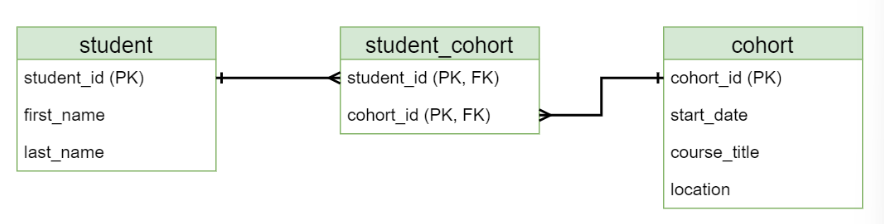 student
student_id (PK)
first_name
last_name
student_cohort
student_id (PK, FK)
cohort_id (PK, FK)
cohort
cohort_id (PK)
start_date
course_title
location